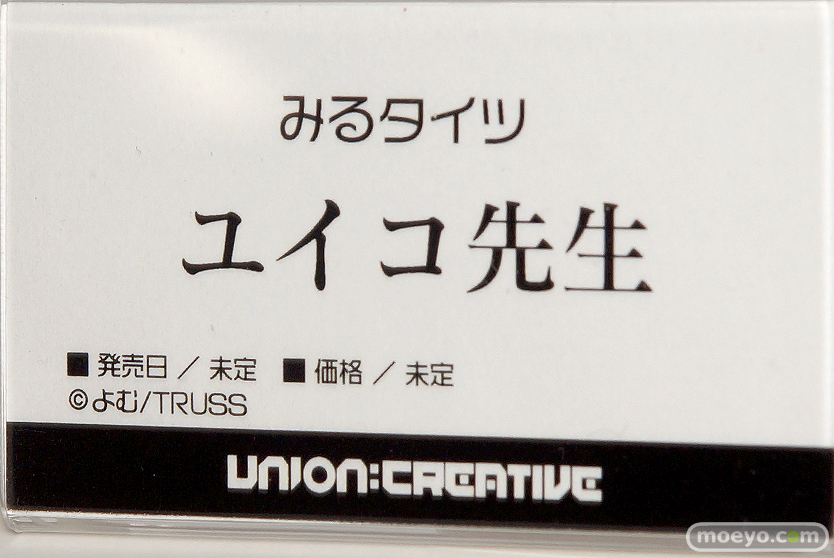 みるタイツ
ユイコ先生
■ 発売日 / 未定 ■ 価格 / 未定
©よむ/TRUSS
UNION:CREATIVE
moeyo.com